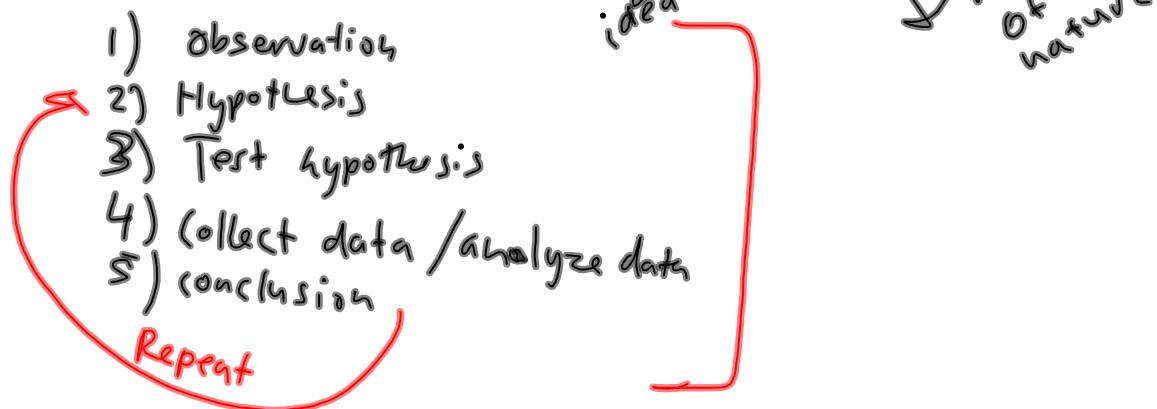 idea
of
nature
1) Observation
2) Hypothesis
3) Test hypothesis
4) Collect data / analyze data
5) conclusion
Repeat